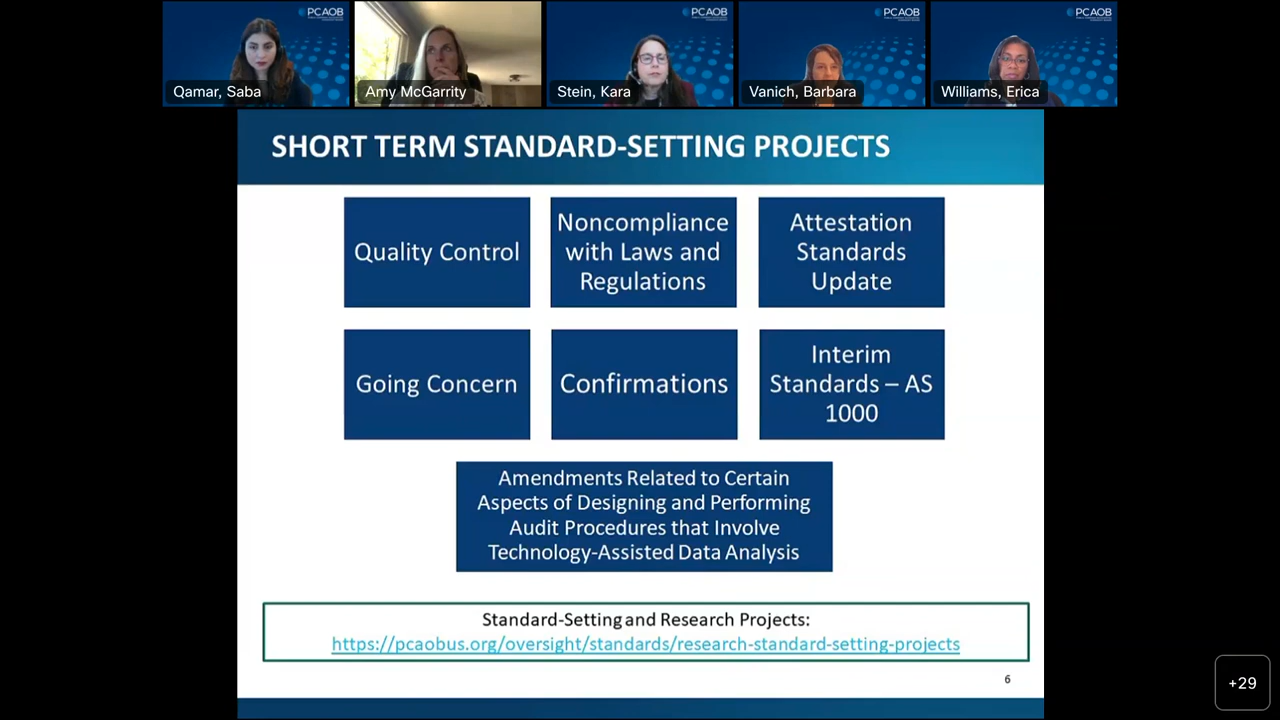 PCAOB
PCAOB
PCAOB
PCAOB
Qamar, Saba
Amy McGarrity
Stein, Kara
Vanich, Barbara
Williams, Erica
SHORT TERM STANDARD-SETTING PROJECTS
Quality Control
Noncompliance
with Laws and
Regulations
Attestation
Standards
Update
Going Concern
Confirmations
Interim
Standards – AS
1000
Amendments Related to Certain
Aspects of Designing and Performing
Audit Procedures that Involve
Technology-Assisted Data Analysis
Standard-Setting and Research Projects:
https://pcaobus.org/oversight/standards/research-standard-setting-projects
6
+29